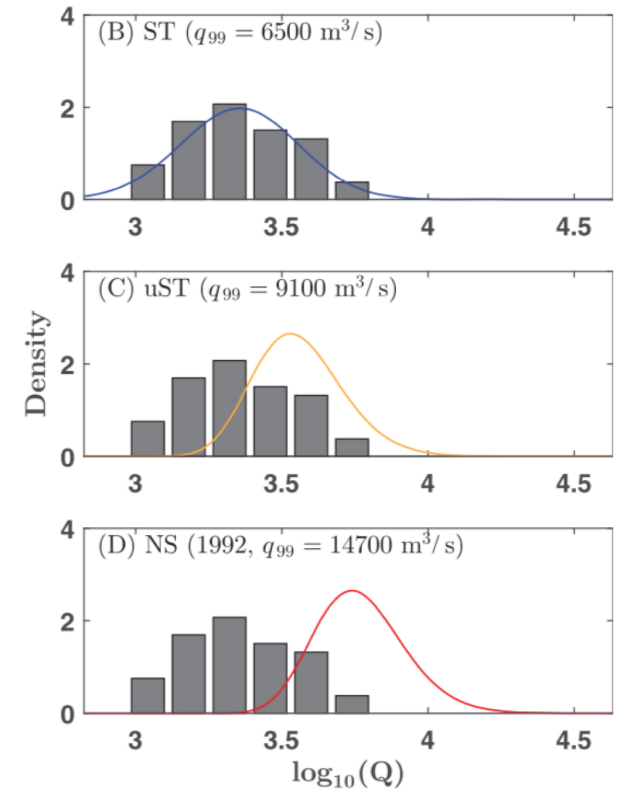 4
(B) ST (q₉₉ = 6500 m³/s)
2
0
3 3.5 4 4.5
4
(C) uST (q₉₉ = 9100 m³/s)
2
0
3 3.5 4 4.5
Density
4
(D) NS (1992, q₉₉ = 14700 m³/s)
2
0
3 3.5 4 4.5
log₁₀(Q)